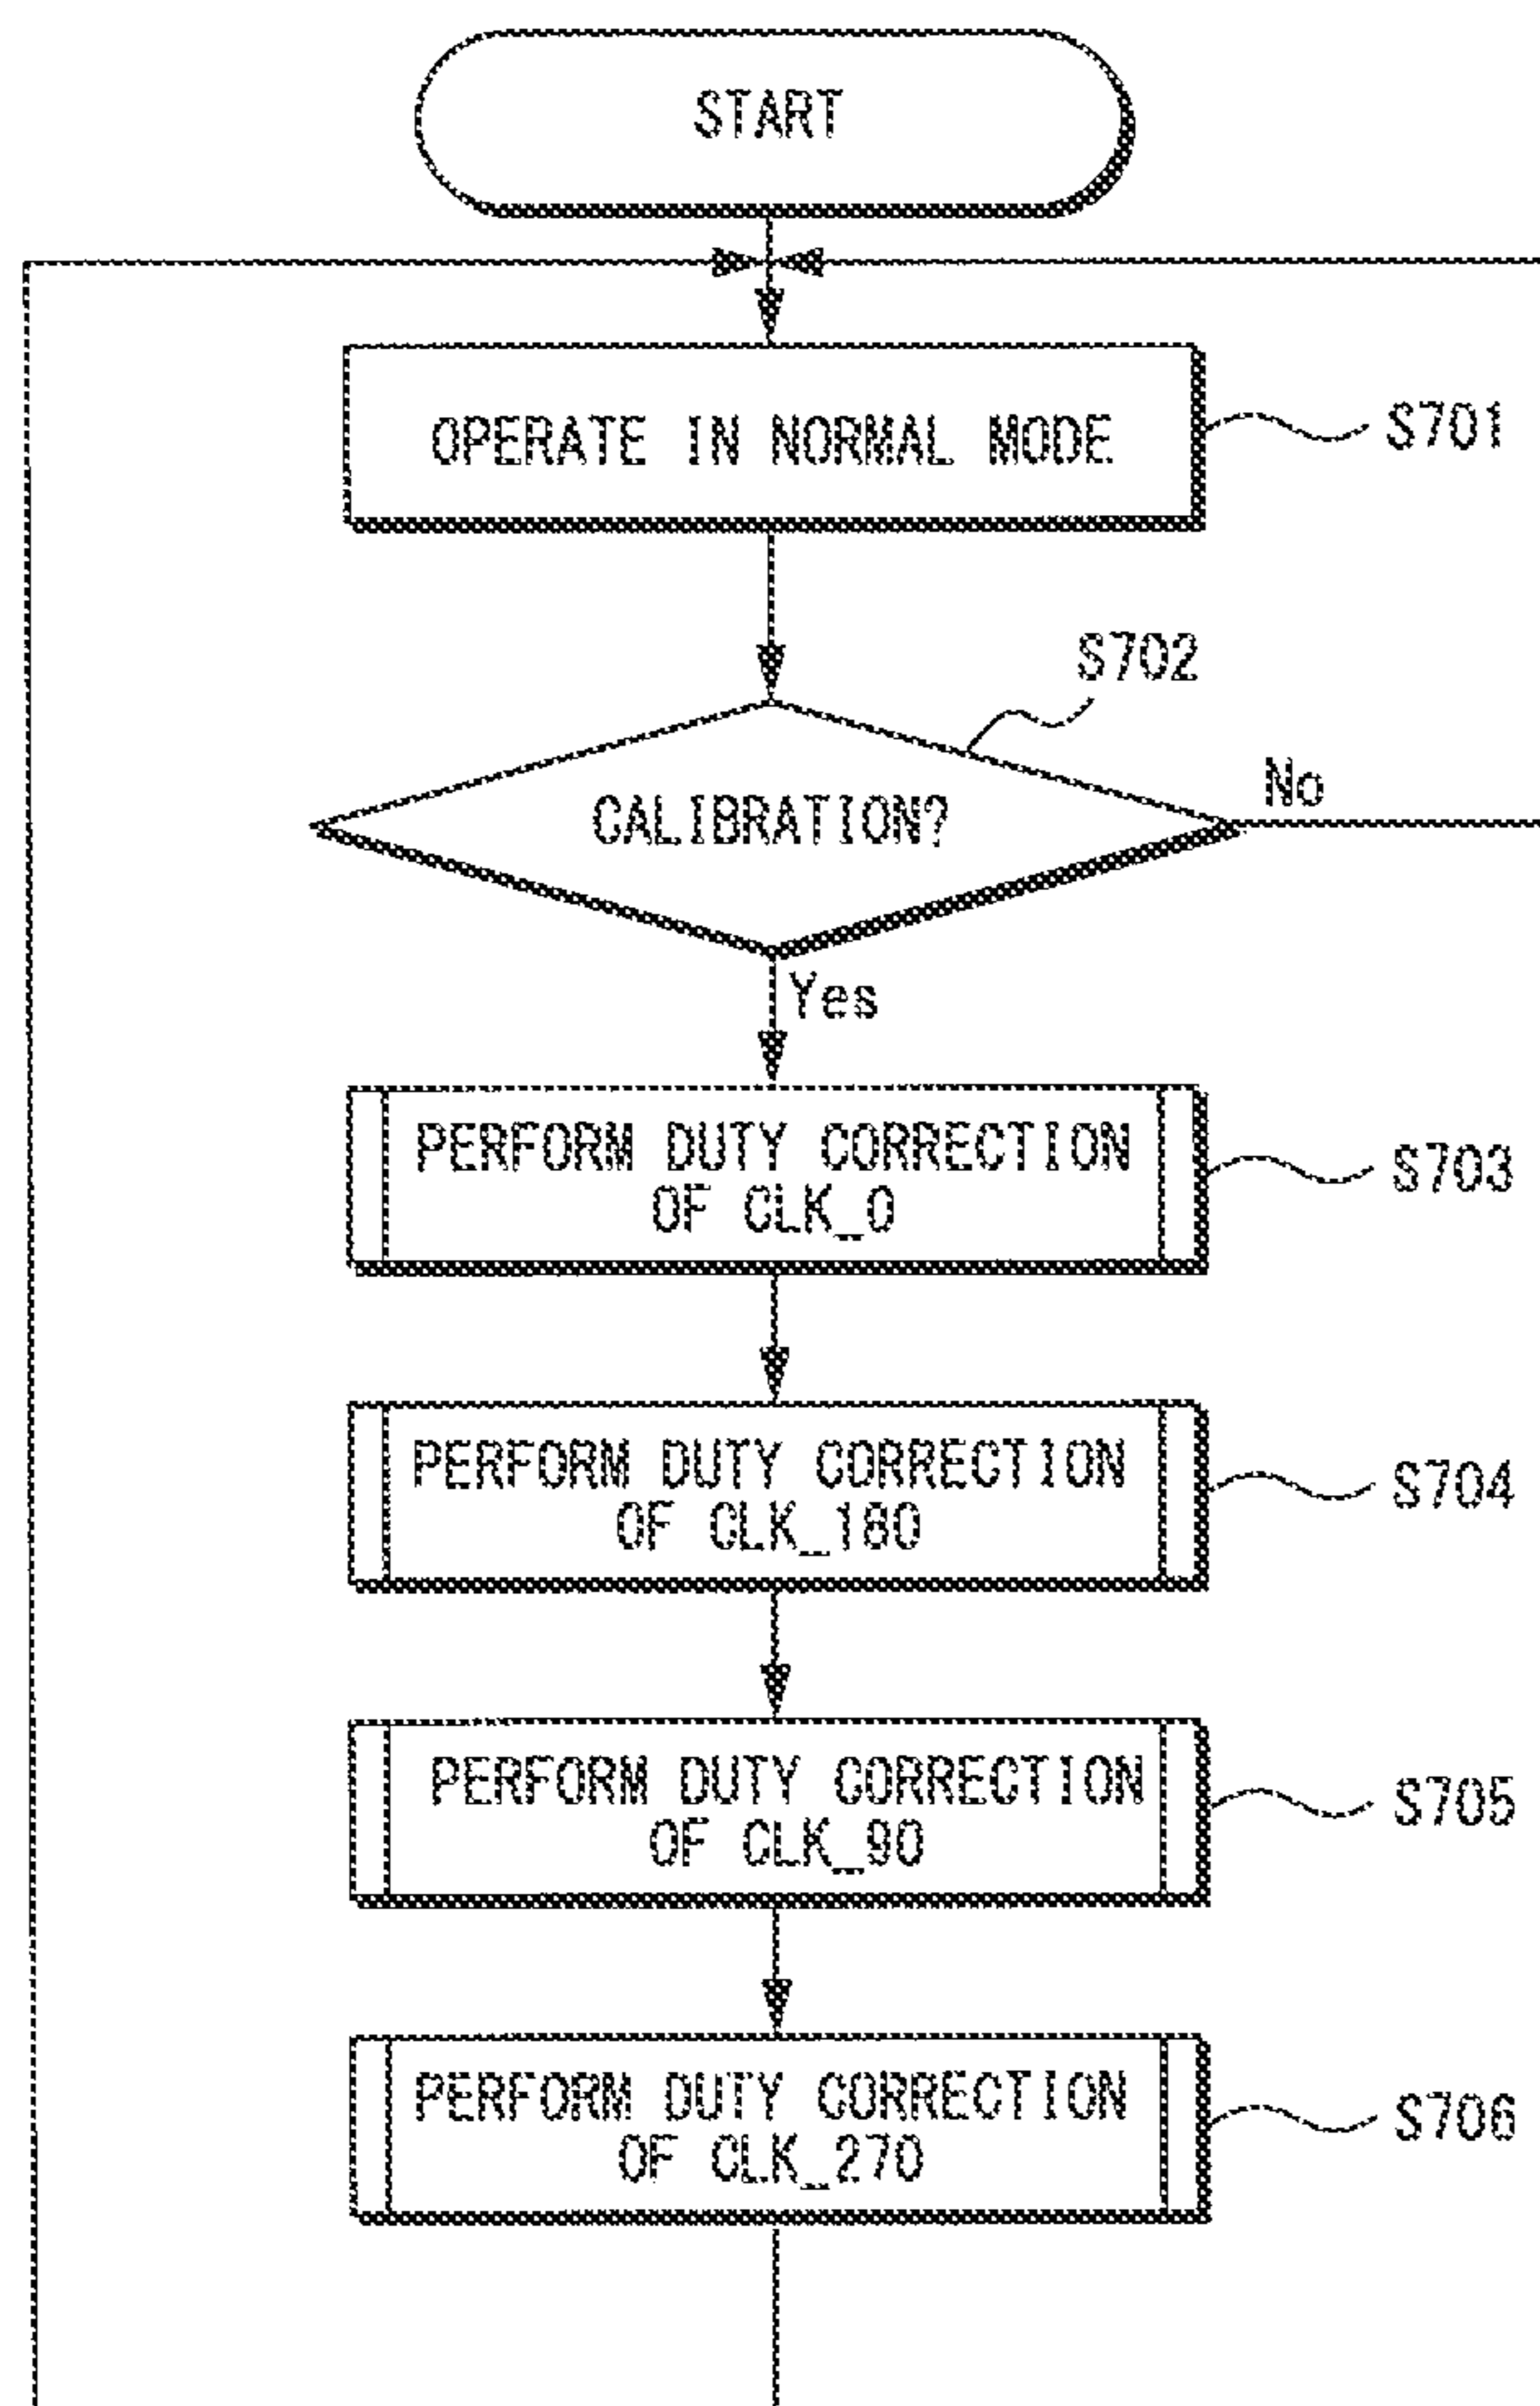 START
OPERATE IN NORMAL MODE
S701
S702
CALIBRATION?
No
Yes
PERFORM DUTY CORRECTION
OF CLK_0
S703
PERFORM DUTY CORRECTION
OF CLK_180
S704
PERFORM DUTY CORRECTION
OF CLK_90
S705
PERFORM DUTY CORRECTION
OF CLK_270
S706